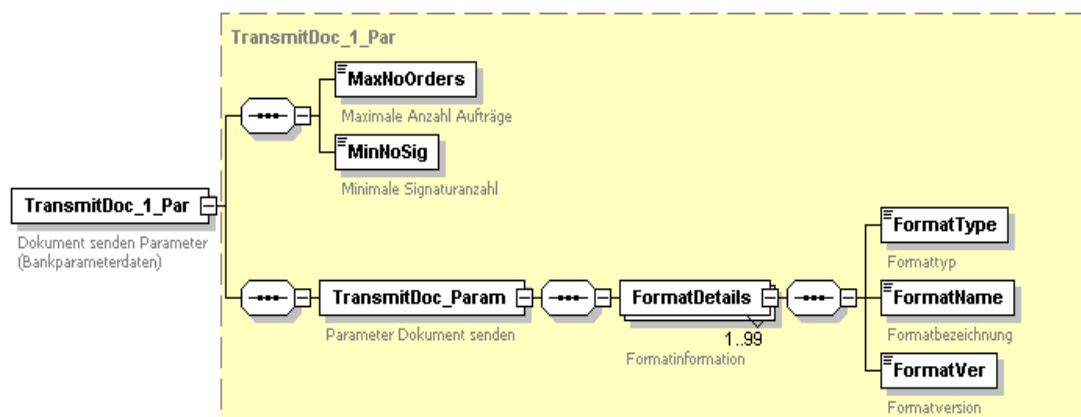 TransmitDoc_1_Par
MaxNoOrders
Maximale Anzahl Aufträge
MinNoSig
Minimale Signaturanzahl
TransmitDoc_1_Par
Dokument senden Parameter
(Bankparameterdaten)
TransmitDoc_Param
Parameter Dokument senden
FormatDetails
1..99
Formatinformation
FormatType
Formattyp
FormatName
Formatbezeichnung
FormatVer
Formatversion